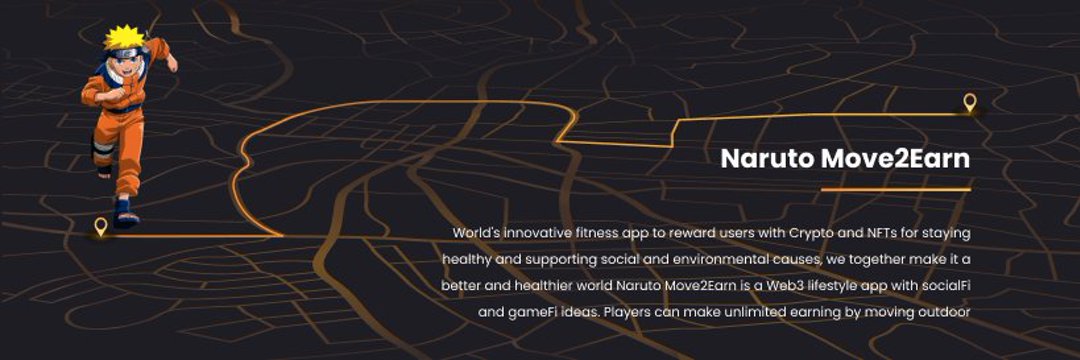 Naruto Move2Earn
World's innovative fitness app to reward users with Crypto and NFTs for staying
healthy and supporting social and environmental causes, we together make it a
better and healthier world Naruto Move2Earn is a Web3 lifestyle app with socialFi
and gameFi ideas. Players can make unlimited earning by moving outdoor